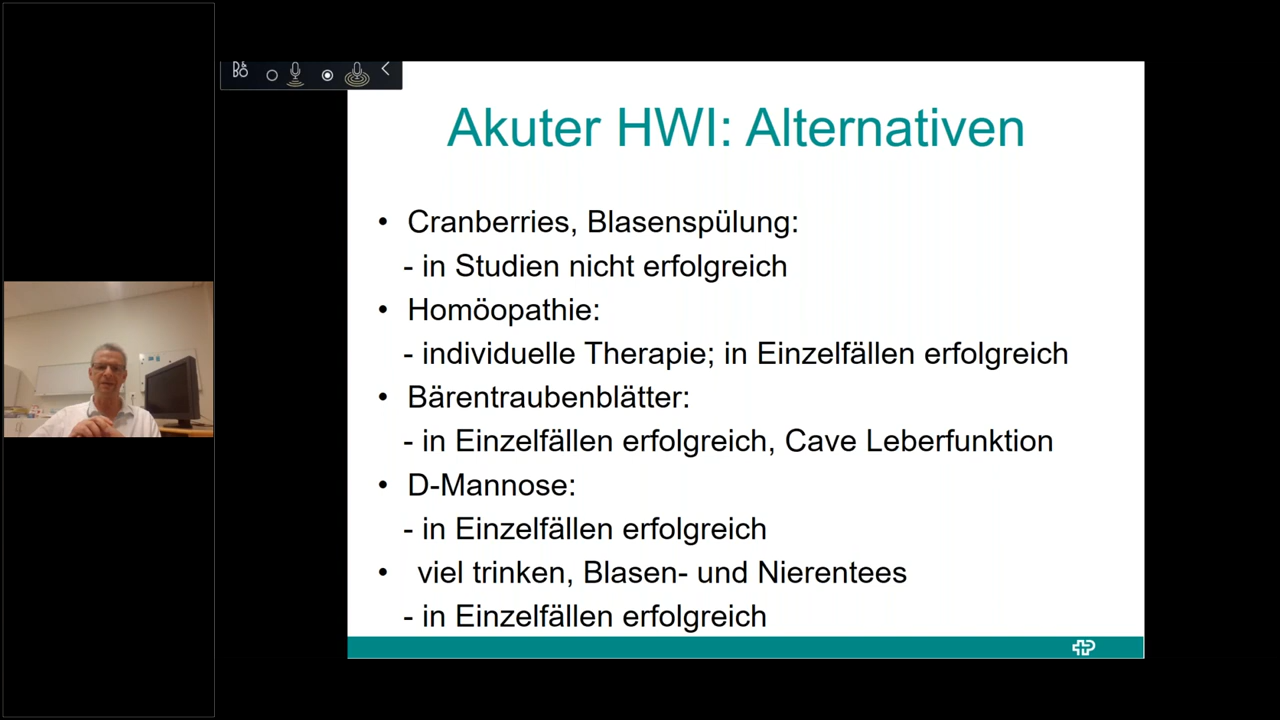 Akuter HWI: Alternativen
• Cranberries, Blasenspülung:
- in Studien nicht erfolgreich
• Homöopathie:
- individuelle Therapie; in Einzelfällen erfolgreich
• Bärentraubenblätter:
- in Einzelfällen erfolgreich, Cave Leberfunktion
• D-Mannose:
- in Einzelfällen erfolgreich
• viel trinken, Blasen- und Nierentees
- in Einzelfällen erfolgreich